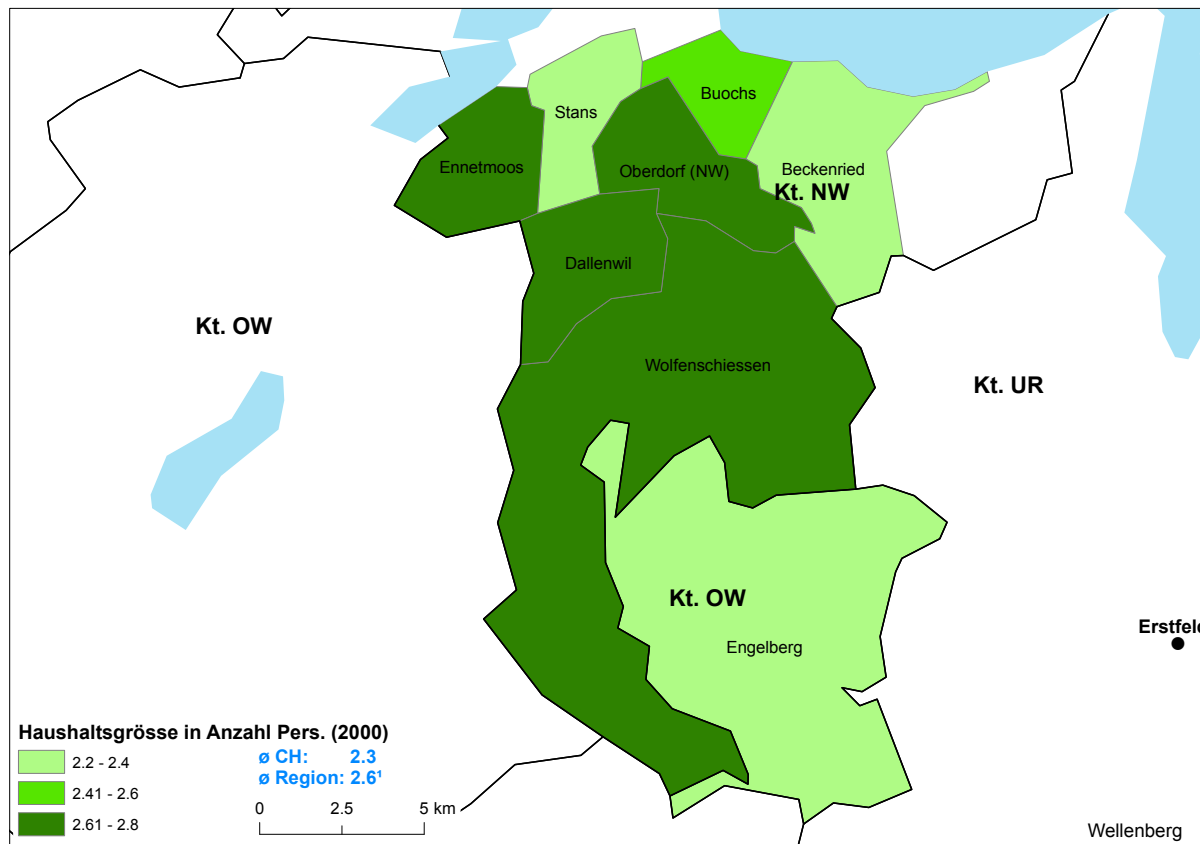 Buochs
Stans
Ennetmoos
Oberdorf (NW)
Beckenried
Kt. NW
Dallenwil
Kt. OW
Wolfenschiessen
Kt. UR
Kt. OW
Engelberg
Erstfeld
Haushaltsgrösse in Anzahl Pers. (2000)
2.2 - 2.4
2.41 - 2.6
2.61 - 2.8
ø CH: 2.3
ø Region: 2.6¹
0 2.5 5 km
Wellenberg